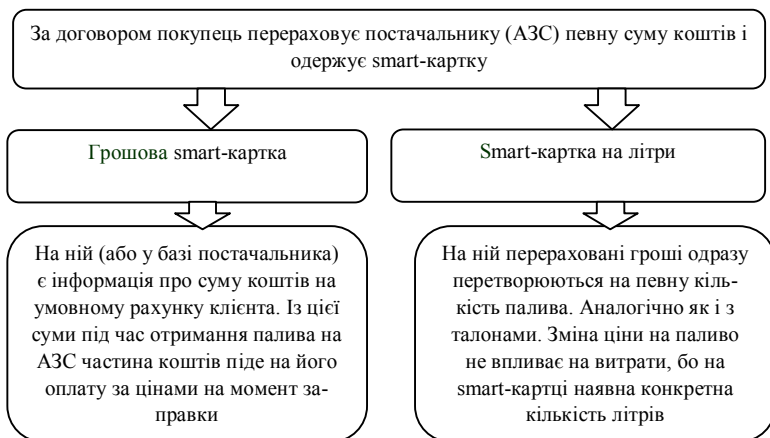 За договором покупець перераховує постачальнику (АЗС) певну суму коштів і
одержує smart-картку
Грошова smart-картка
Smart-картка на літри
На ній (або у базі постачальника)
є інформація про суму коштів на
умовному рахунку клієнта. Із цієї
суми під час отримання палива на
АЗС частина коштів піде на його
оплату за цінами на момент за-
правки
На ній перераховані гроші одразу
перетворюються на певну кіль-
кість палива. Аналогічно як і з
талонами. Зміна ціни на паливо
не впливає на витрати, бо на
smart-картці наявна конкретна
кількість літрів